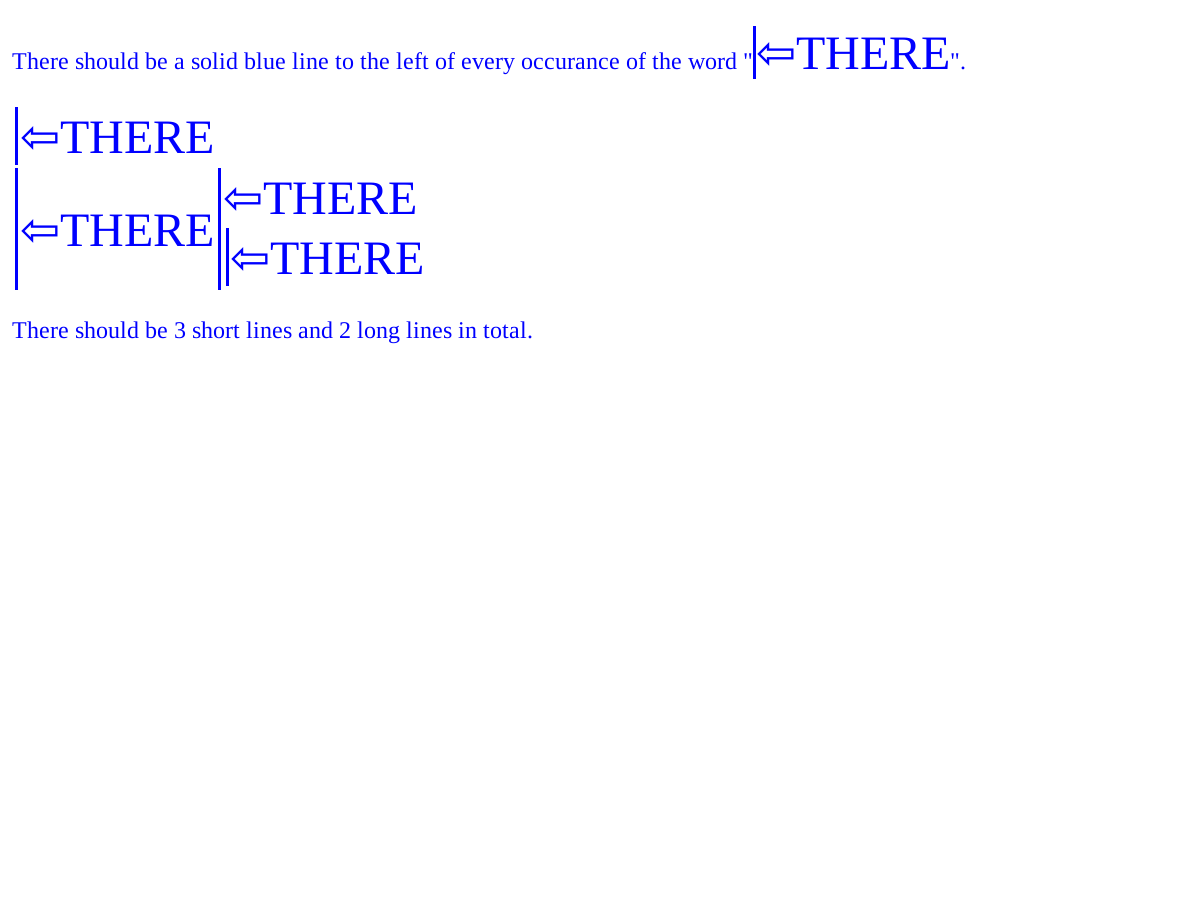 There should be a solid blue line to the left of every occurance of the word "⇦THERE".
⇦THERE
⇦THERE
⇦THERE
⇦THERE
There should be 3 short lines and 2 long lines in total.